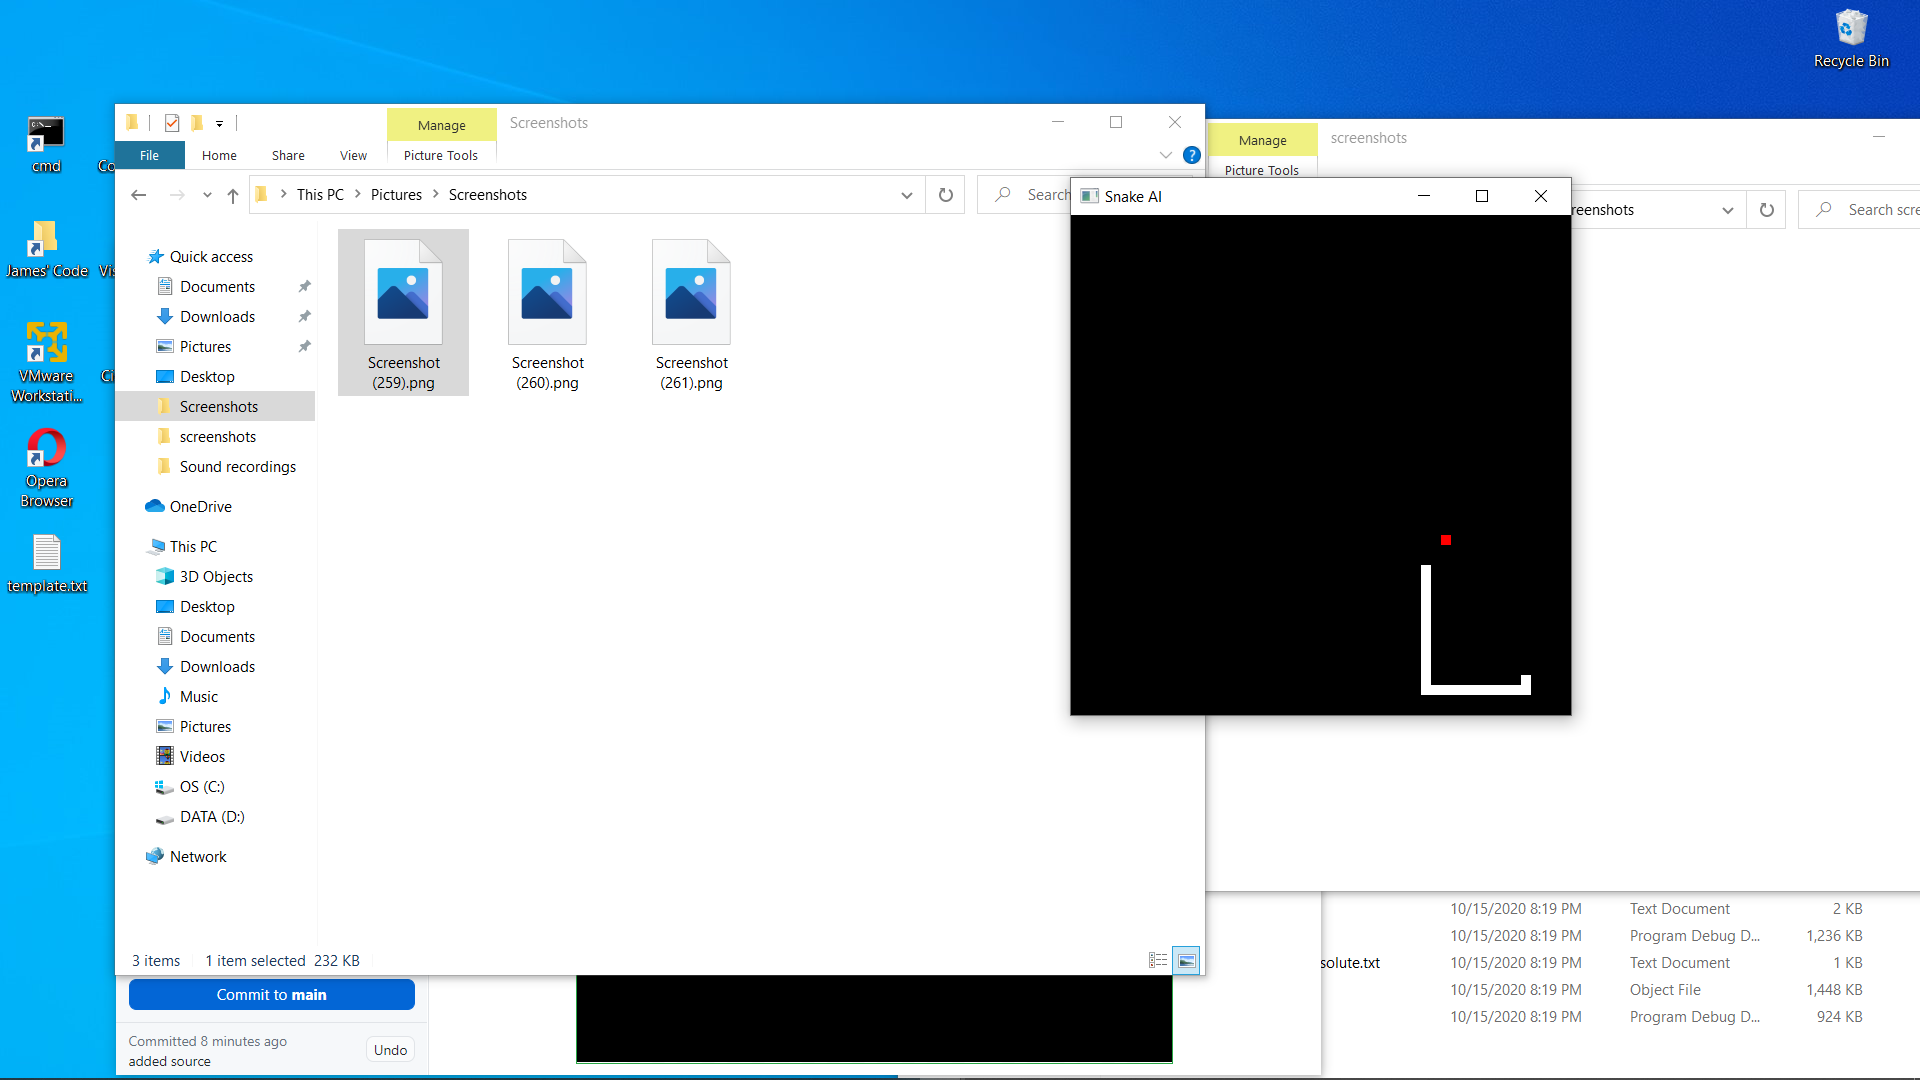 Recycle Bin
cmd
Co
James' Code
Vis
VMware
Workstati...
Ci
Opera
Browser
template.txt
Manage
Screenshots
File
Home
Share
View
Picture Tools
This PC
Pictures
Screenshots
Search
Quick access
Documents
Downloads
Pictures
Desktop
Screenshots
screenshots
Sound recordings
OneDrive
This PC
3D Objects
Desktop
Documents
Downloads
Music
Pictures
Videos
OS (C:)
DATA (D:)
Network
Screenshot
(259).png
Screenshot
(260).png
Screenshot
(261).png
3 items
1 item selected 232 KB
Manage
screenshots
Picture Tools
reenshots
Search scre
Snake AI
10/15/2020 8:19 PM Text Document 2 KB
10/15/2020 8:19 PM Program Debug D... 1,236 KB
solute.txt 10/15/2020 8:19 PM Text Document 1 KB
10/15/2020 8:19 PM Object File 1,448 KB
10/15/2020 8:19 PM Program Debug D... 924 KB
Commit to main
Committed 8 minutes ago
added source
Undo